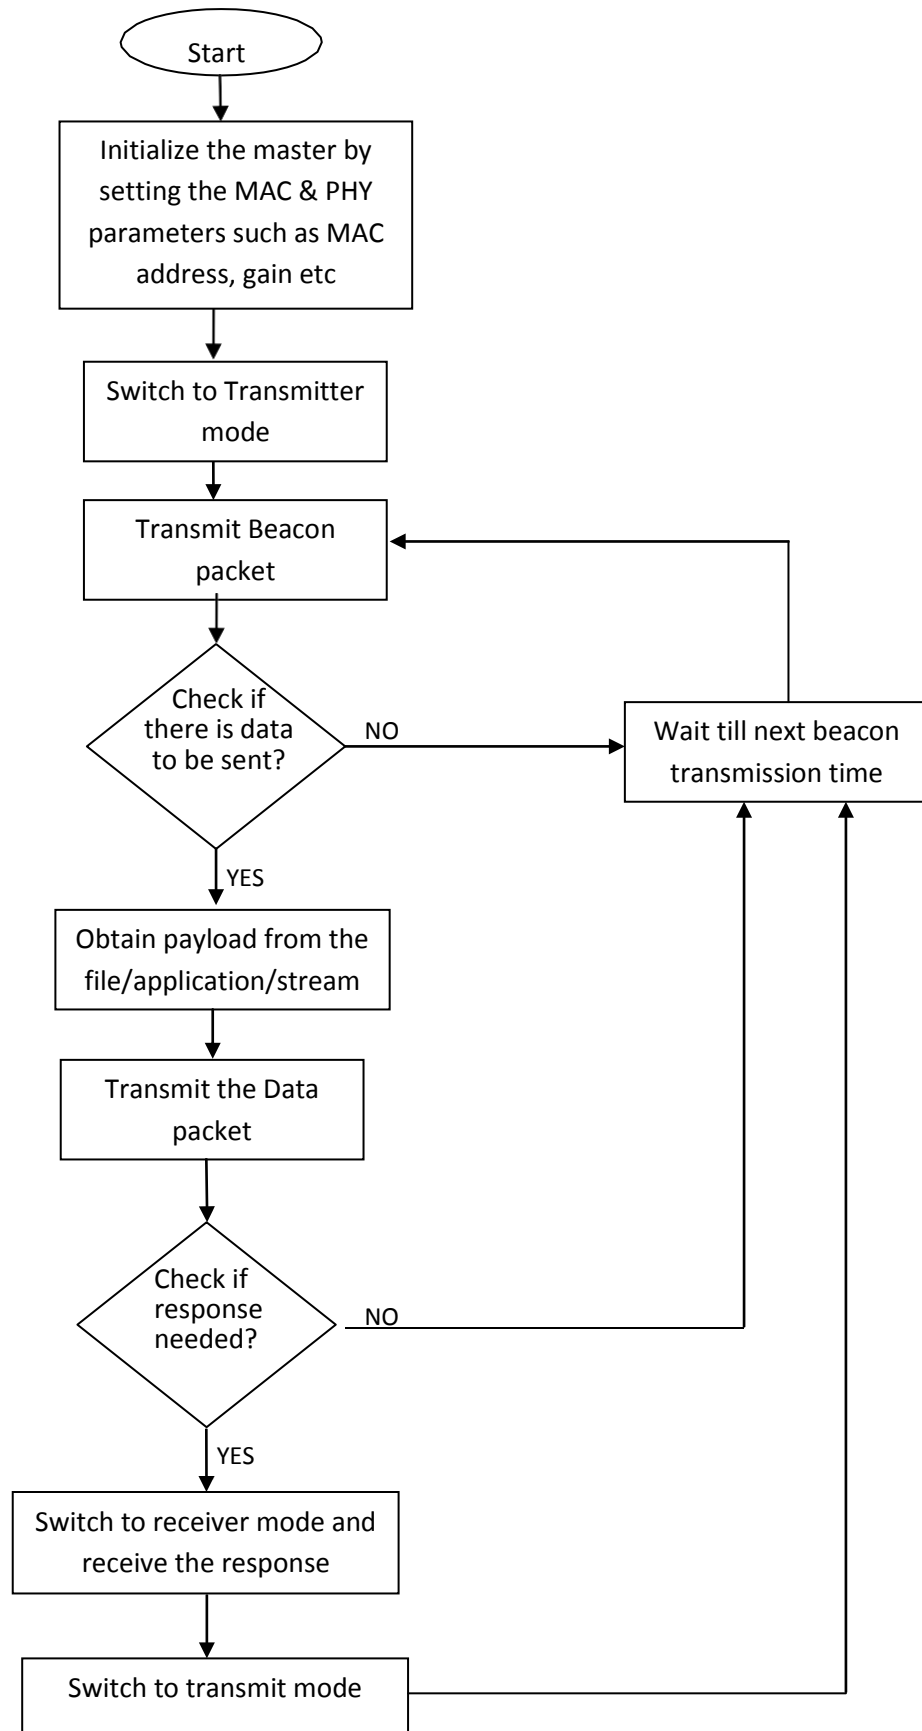 Start
Initialize the master by
setting the MAC & PHY
parameters such as MAC
address, gain etc
Switch to Transmitter
mode
Transmit Beacon
packet
Check if
there is data
to be sent?
NO
Wait till next beacon
transmission time
YES
Obtain payload from the
file/application/stream
Transmit the Data
packet
Check if
response
needed?
NO
YES
Switch to receiver mode and
receive the response
Switch to transmit mode